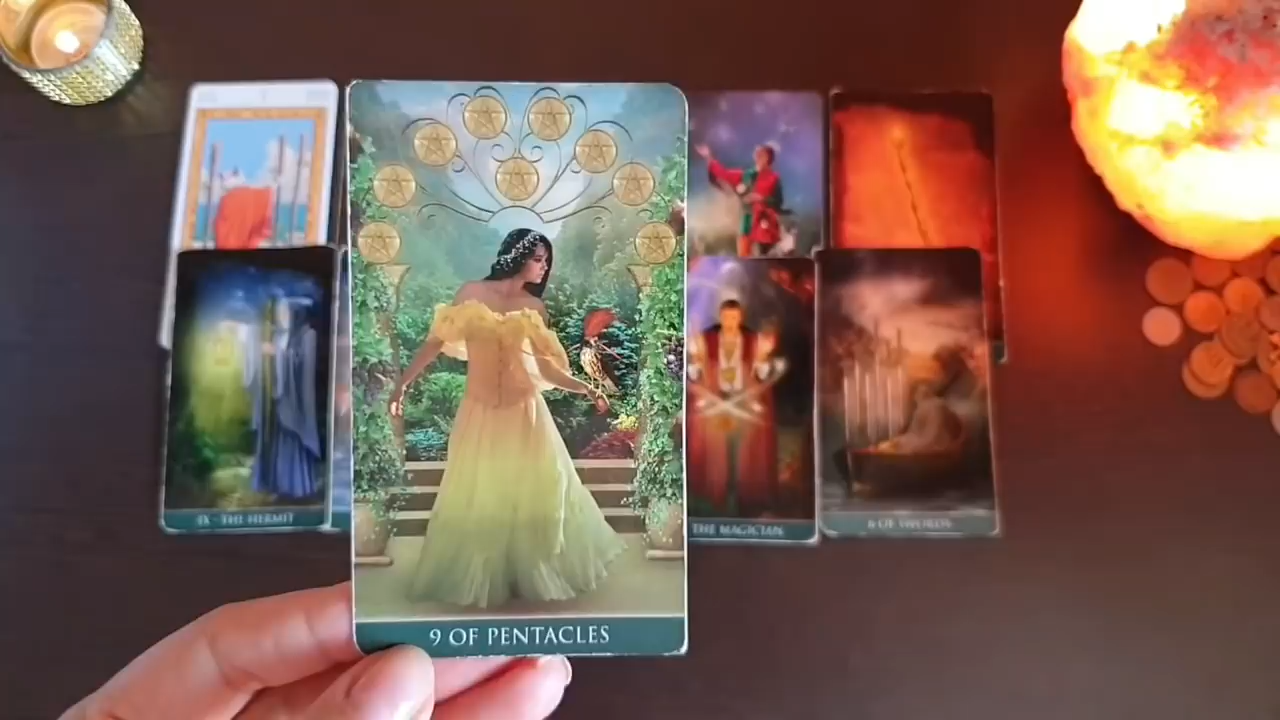 9 OF PENTACLES
IX · THE HERMIT
THE MAGICIAN
6 OF SWORDS